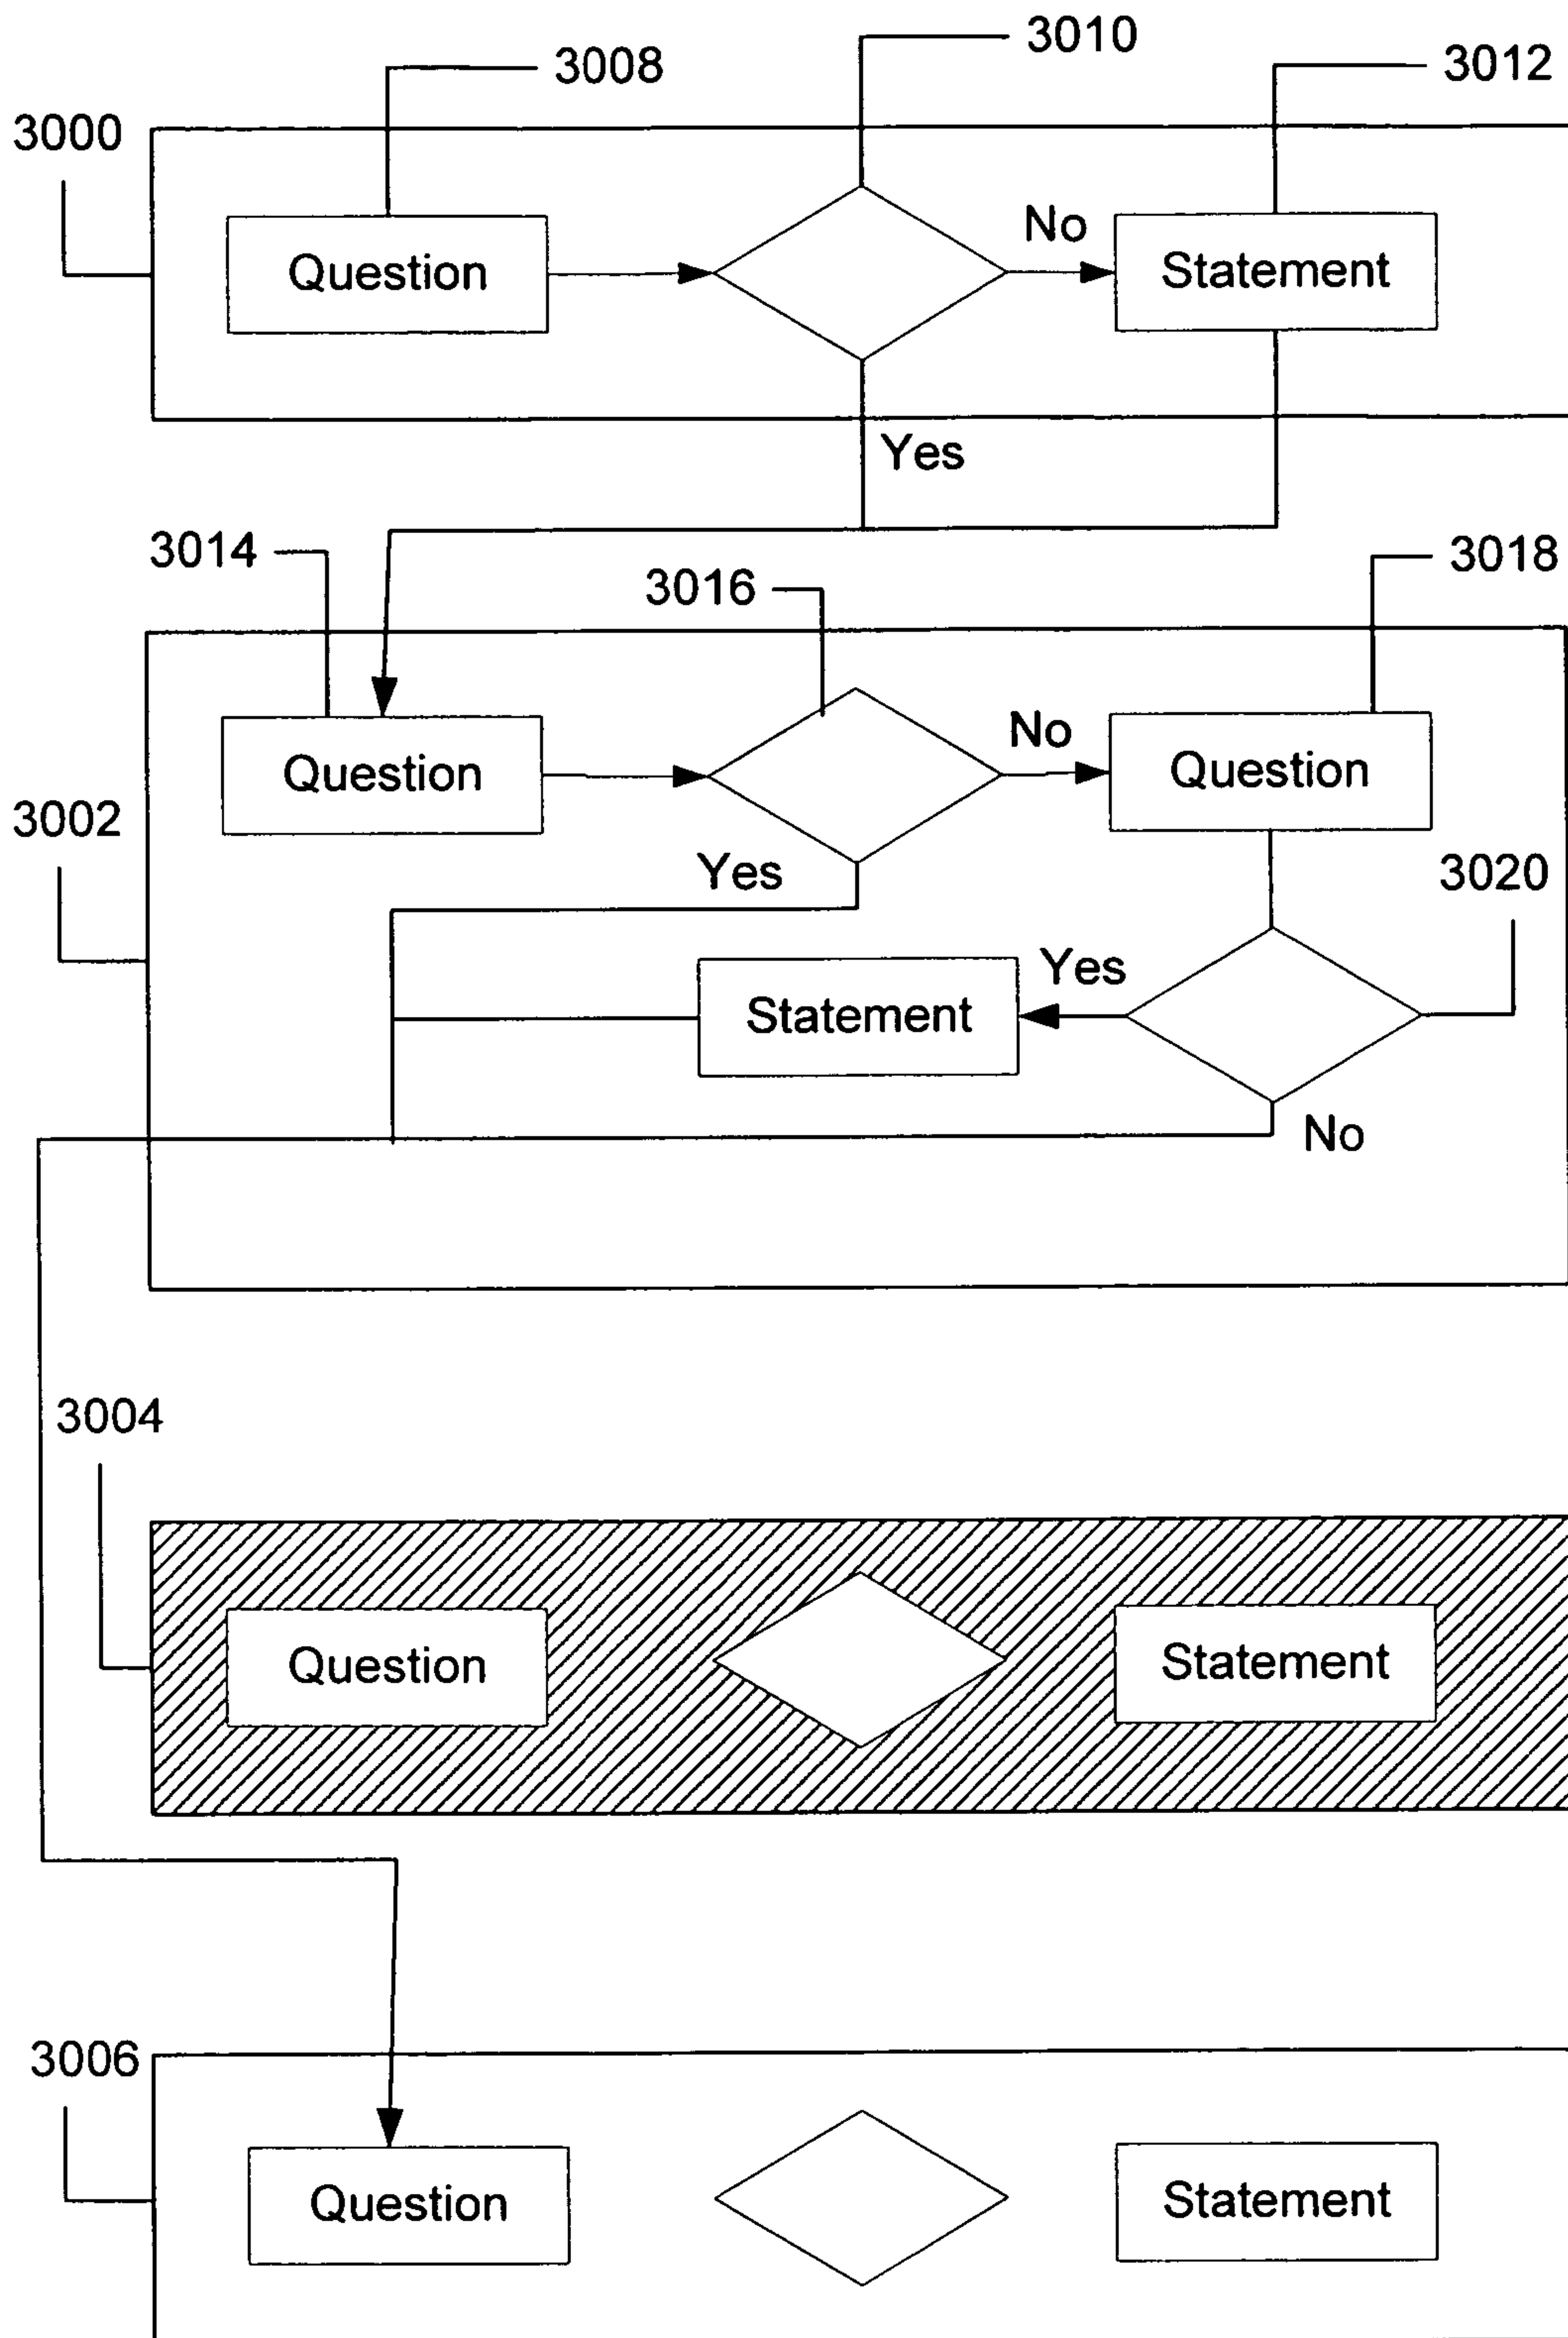 3010
3008
3012
3000
Question
No
Statement
Yes
3014
3016
3018
Question
No
Question
3002
Yes
3020
Statement
Yes
No
3004
Question
Statement
3006
Question
Statement